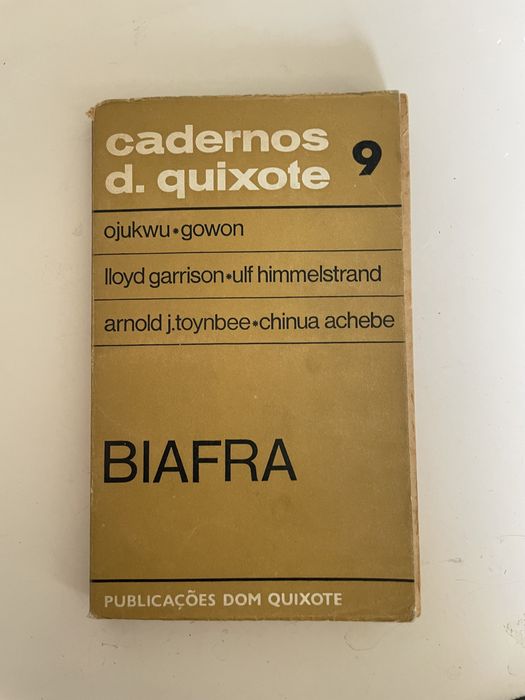 cadernos
d. quixote 9
ojukwu*gowon
lloyd garrison*ulf himmelstrand
arnold j.toynbee*chinua achebe
BIAFRA
PUBLICAÇÕES DOM QUIXOTE